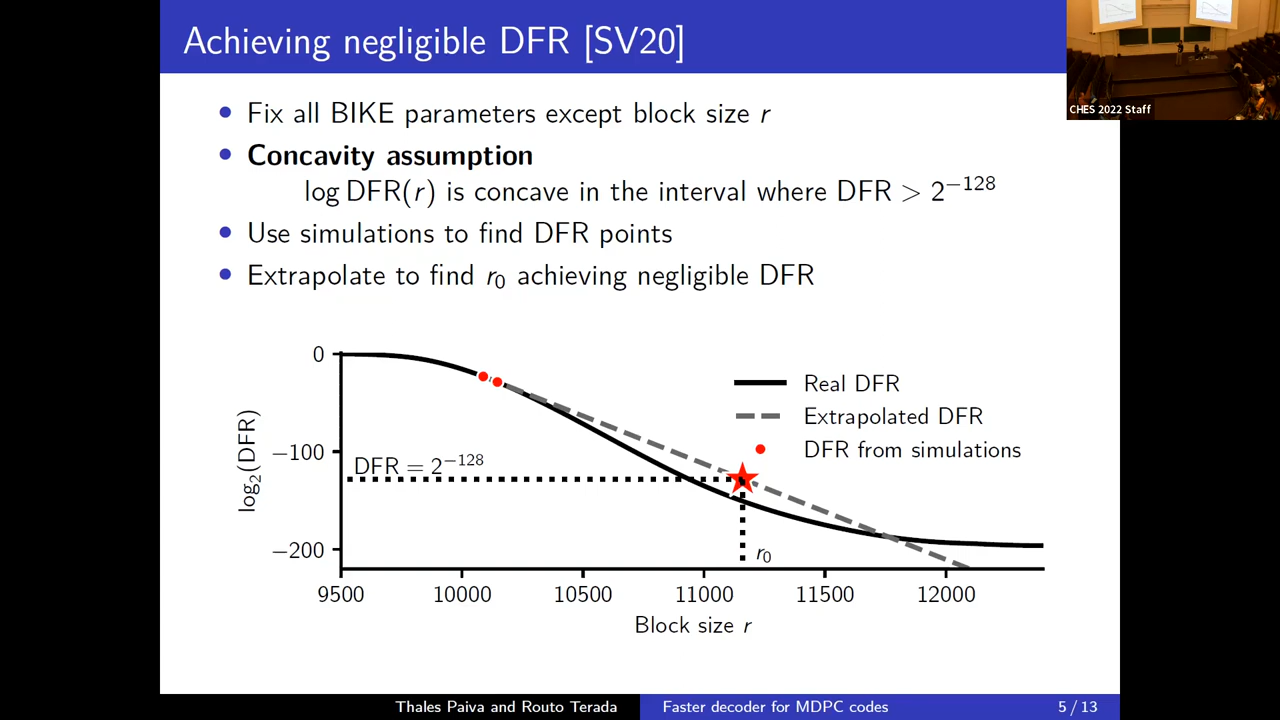 Achieving negligible DFR [SV20]
CHES 2022 Staff
• Fix all BIKE parameters except block size r
• Concavity assumption
log DFR(r) is concave in the interval where DFR > 2^{-128}
• Use simulations to find DFR points
• Extrapolate to find r₀ achieving negligible DFR
0
−100
−200
log₂(DFR)
DFR = 2^{-128}
r₀
Real DFR
Extrapolated DFR
DFR from simulations
9500 10000 10500 11000 11500 12000
Block size r
Thales Paiva and Routo Terada Faster decoder for MDPC codes 5 / 13